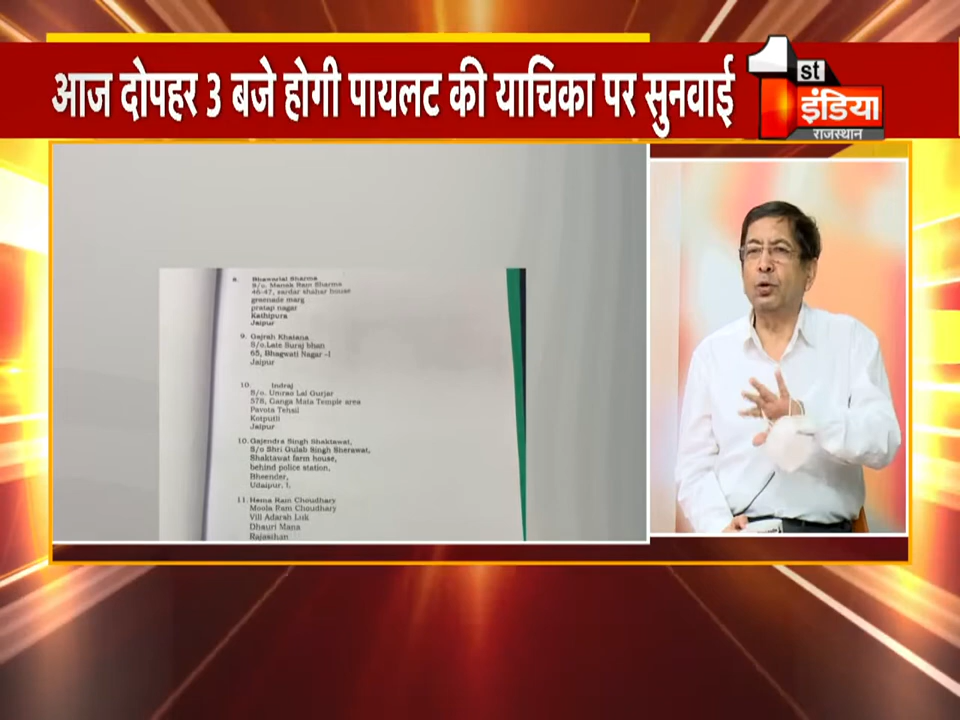 आज दोपहर 3 बजे होगी पायलट की याचिका पर सुनवाई
1st
इंडिया
राजस्थान
8. Bhawarlal Sharma
S/o. Manak Ram Sharma
46-47, sardar shahar house
greenade marg
pratap nagar
Kathipura
Jaipur
9. Gajrah Khatana
S/o.Late Suraj bhan
65, Bhagwati Nagar -I
Jaipur
10. Indraj
S/o. Umrao Lal Gurjar
578, Ganga Mata Temple area
Pavota Tehsil
Kotputli
Jaipur
10. Gajendra Singh Shaktawat,
S/o Shri Gulab Singh Sherawat,
Shaktawat farm house,
behind police station,
Bheender,
Udaipur. I.
11. Hema Ram Choudhary
Moola Ram Choudhary
Vill Adarsh Luk
Dhauri Mana
Rajasthan